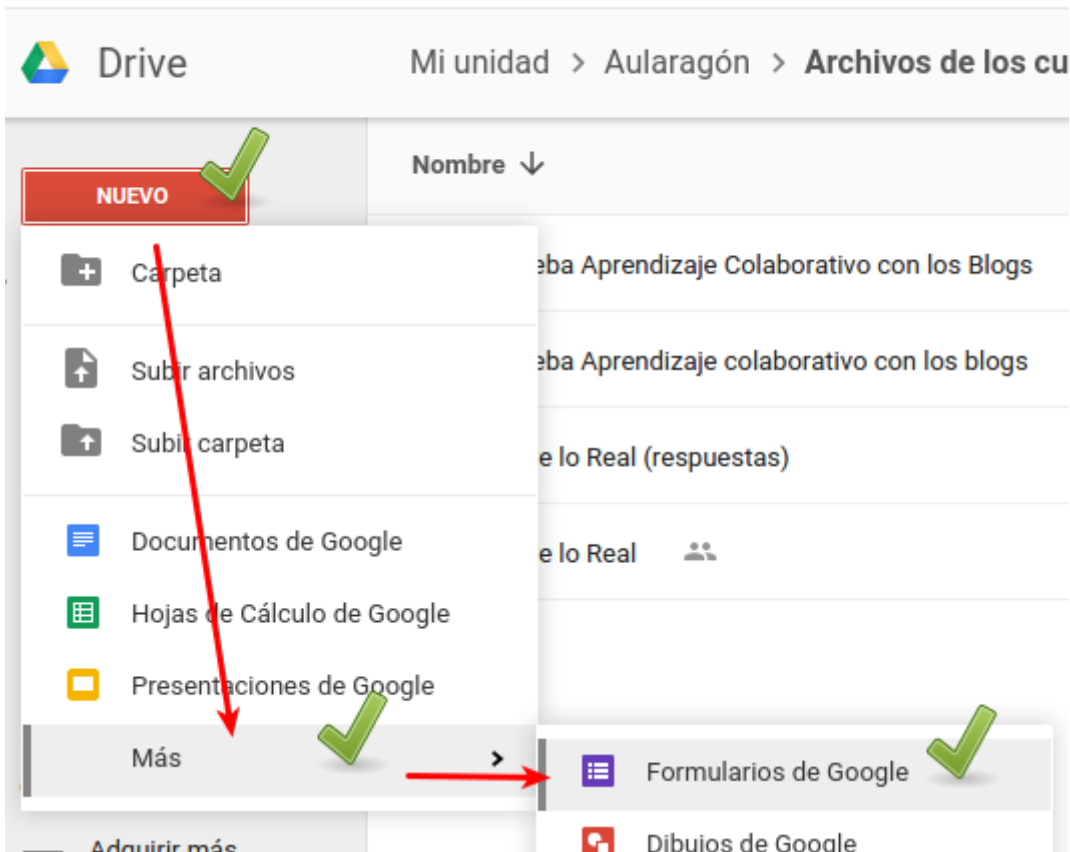 Drive
Mi unidad > Aularagón > Archivos de los cu
NUEVO
Nombre
Carpeta
eba Aprendizaje Colaborativo con los Blogs
Subir archivos
eba Aprendizaje colaborativo con los blogs
Subir carpeta
e lo Real (respuestas)
Documentos de Google
e lo Real
Hojas de Cálculo de Google
Presentaciones de Google
Más
Formularios de Google
Adquirir más
Dibujos de Google